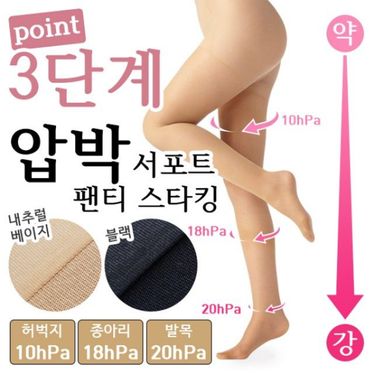 point
3단계
압박 서포트
팬티 스타킹
내추럴
베이지
블랙
약
10hPa
18hPa
20hPa
강
허벅지
10hPa
종아리
18hPa
발목
20hPa